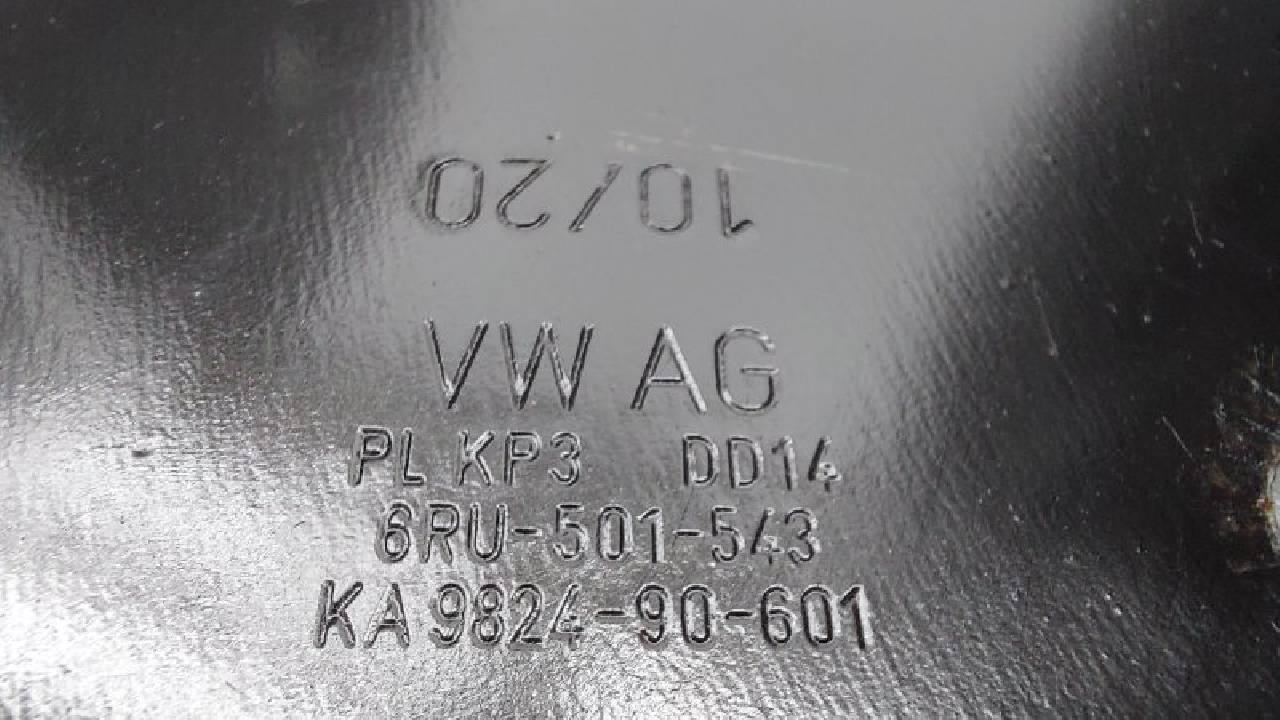 10/20
VW AG
PL KP3 DD14
6RU-501-543
KA 9824-90-601